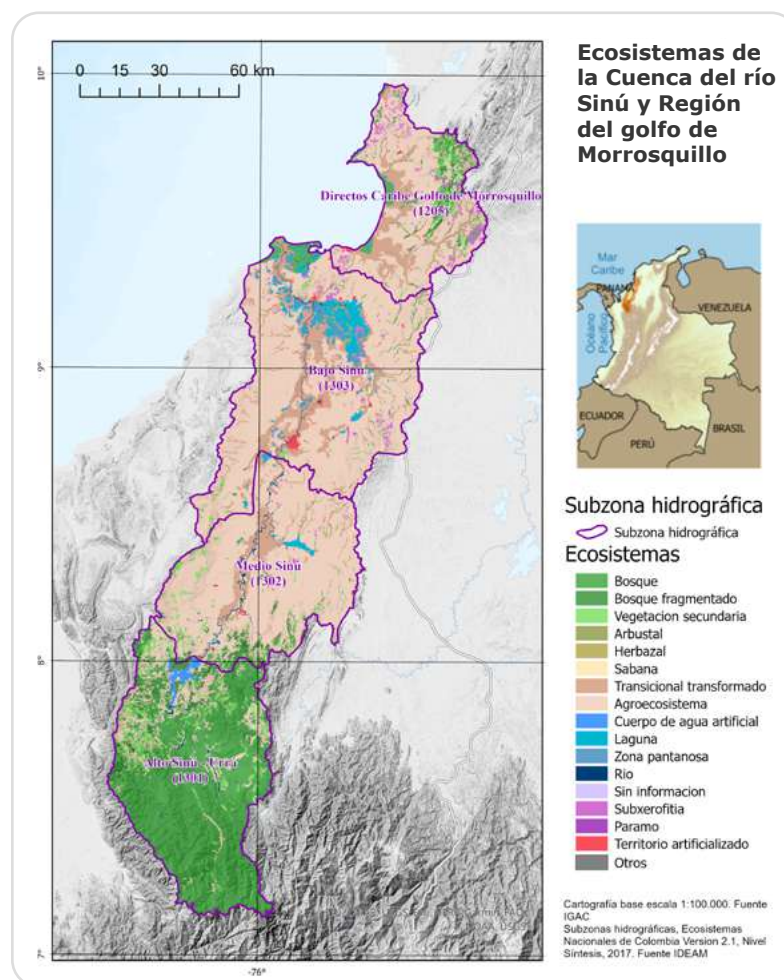 Ecosistemas de
la Cuenca del río
Sinú y Región
del golfo de
Morrosquillo
10°
0 15 30 60 km
Directos Caribe Golfo de Morrosquillo
(1205)
9°
Bajo Sinú
(1303)
Medio Sinú
(1302)
8°
Alto Sinú - Urrá
(1301)
7°
-76°
Mar
Caribe
PANAMÁ
VENEZUELA
Océano
Pacífico
ECUADOR
PERÚ
BRASIL
Subzona hidrográfica
Subzona hidrográfica
Ecosistemas
Bosque
Bosque fragmentado
Vegetacion secundaria
Arbustal
Herbazal
Sabana
Transicional transformado
Agroecosistema
Cuerpo de agua artificial
Laguna
Zona pantanosa
Rio
Sin informacion
Subxerofitia
Paramo
Territorio artificializado
Otros
Cartografía base escala 1:100.000. Fuente
IGAC
Subzonas hidrográficas, Ecosistemas
Nacionales de Colombia Version 2.1, Nivel
Síntesis, 2017. Fuente IDEAM